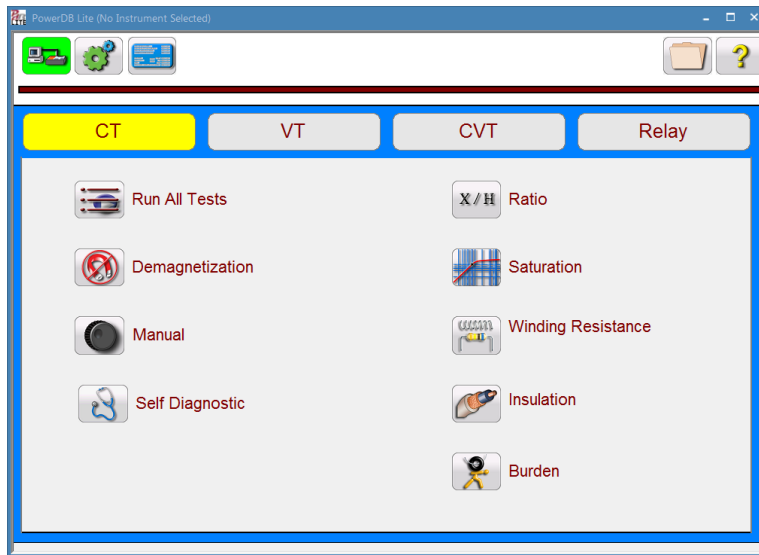 PowerDB Lite (No Instrument Selected)
CT VT CVT Relay
Run All Tests
Ratio
Demagnetization
Saturation
Manual
Winding Resistance
Self Diagnostic
Insulation
Burden
X/H
?